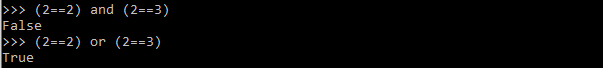 >>> (2==2) and (2==3)
False
>>> (2==2) or (2==3)
True